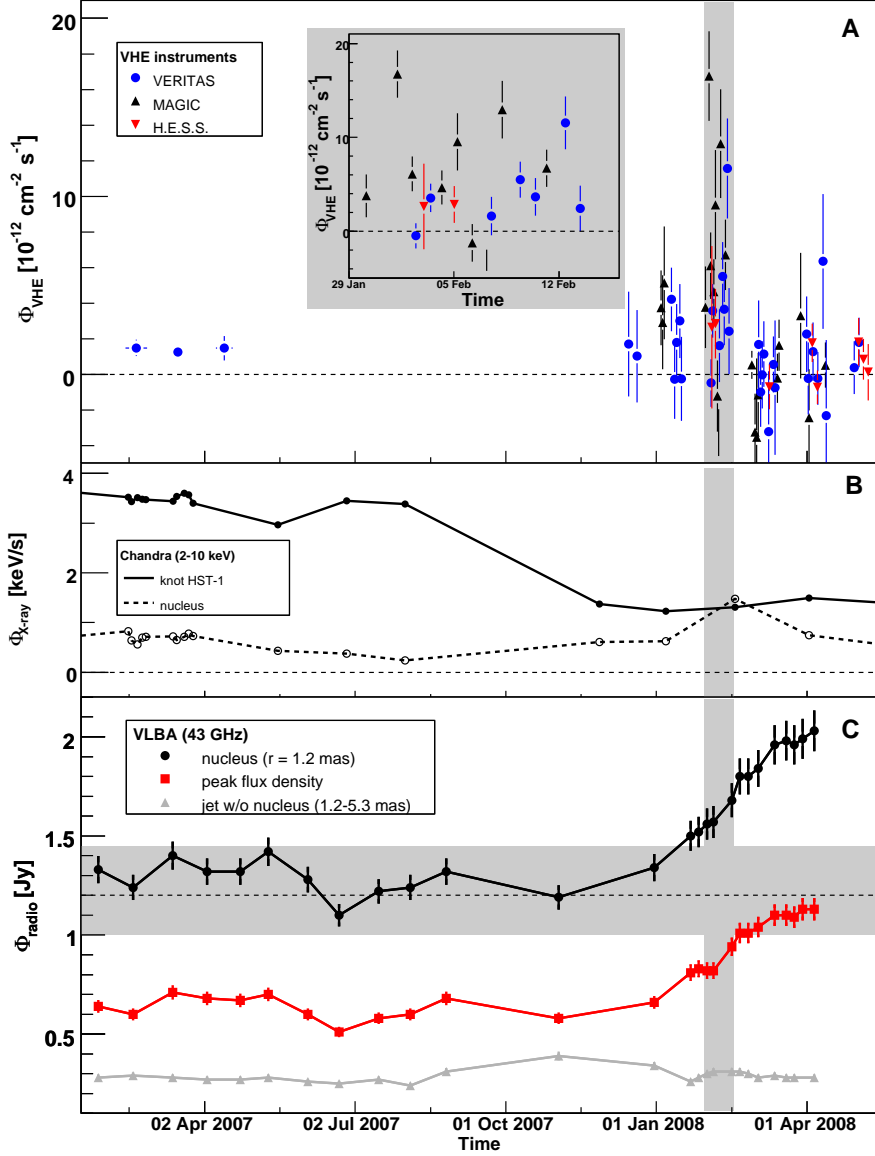 A
20
10
0
Φ_VHE [10^-12 cm^-2 s^-1]
VHE instruments
VERITAS
MAGIC
H.E.S.S.
20
10
0
Φ_VHE [10^-12 cm^-2 s^-1]
29 Jan 05 Feb 12 Feb
Time
B
4
2
0
Φ_X-ray [keV/s]
Chandra (2-10 keV)
knot HST-1
nucleus
C
2
1.5
1
0.5
Φ_radio [Jy]
VLBA (43 GHz)
nucleus (r = 1.2 mas)
peak flux density
jet w/o nucleus (1.2-5.3 mas)
02 Apr 2007 02 Jul 2007 01 Oct 2007 01 Jan 2008 01 Apr 2008
Time